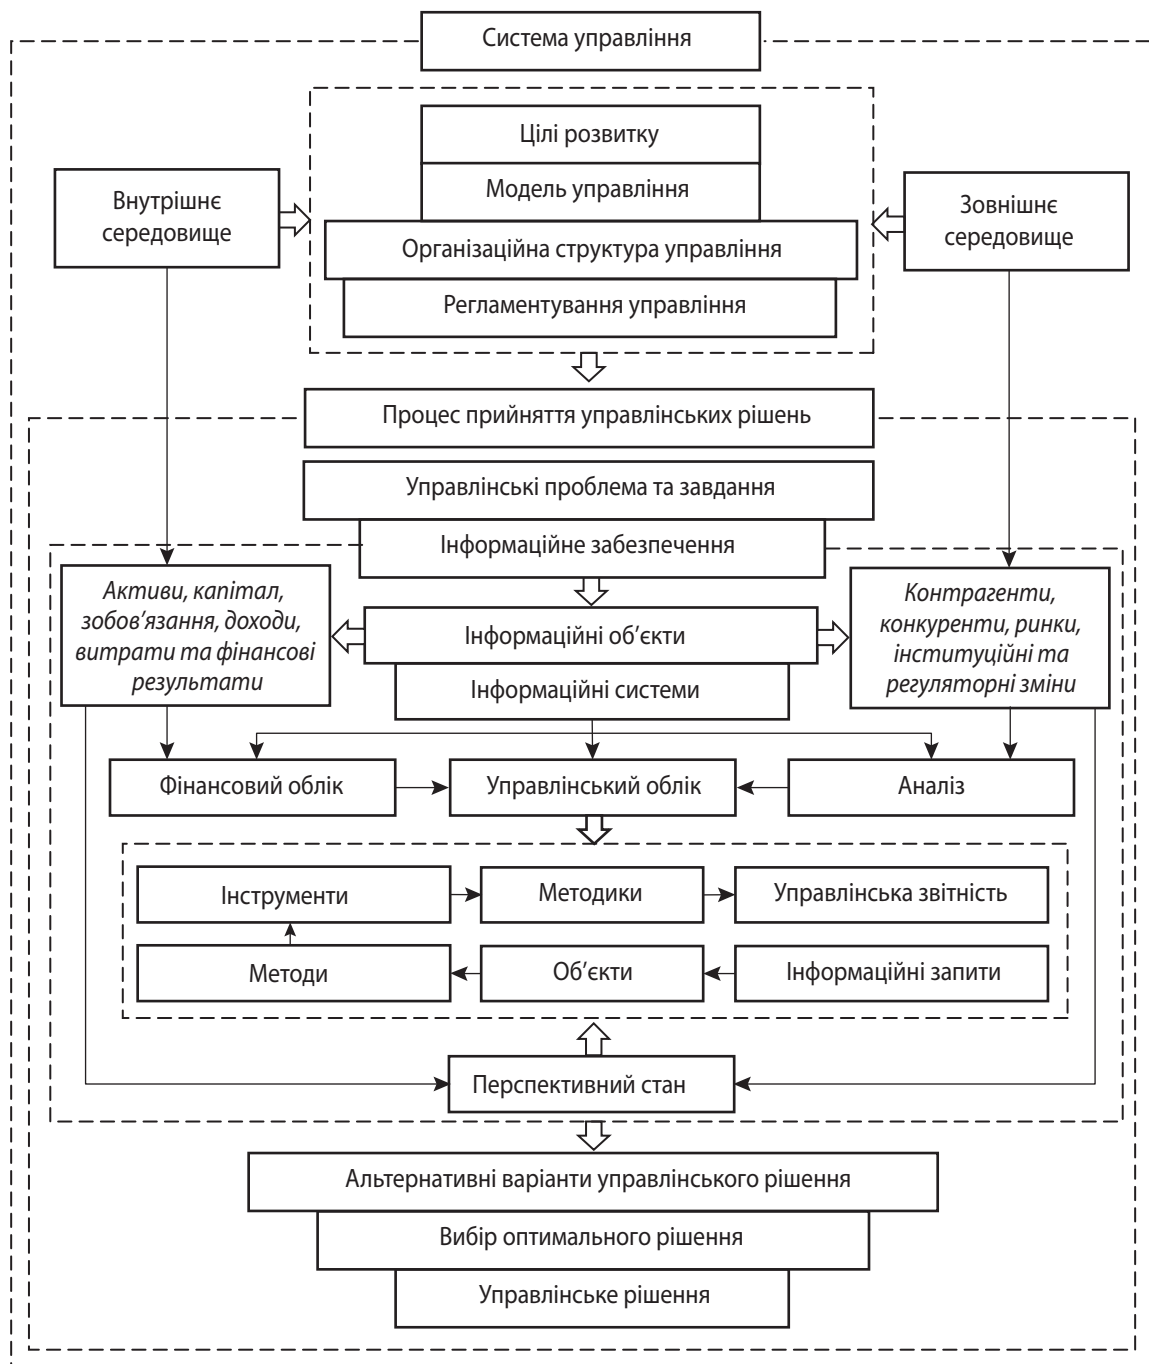 Система управління
Цілі розвитку
Модель управління
Внутрішнє
середовище
Зовнішнє
середовище
Організаційна структура управління
Регламентування управління
Процес прийняття управлінських рішень
Управлінські проблема та завдання
Інформаційне забезпечення
Активи, капітал,
зобов'язання, доходи,
витрати та фінансові
результати
Інформаційні об’єкти
Інформаційні системи
Контрагенти,
конкуренти, ринки,
інституційні та
регуляторні зміни
Фінансовий облік
Управлінський облік
Аналіз
Інструменти
Методики
Управлінська звітність
Методи
Об’єкти
Інформаційні запити
Перспективний стан
Альтернативні варіанти управлінського рішення
Вибір оптимального рішення
Управлінське рішення